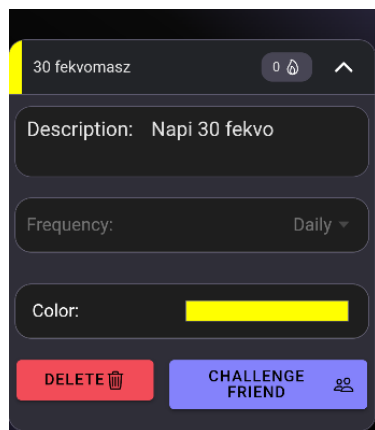 30 fekvomasz 0
Description: Napi 30 fekvo
Frequency: Daily
Color:
DELETE
CHALLENGE
FRIEND